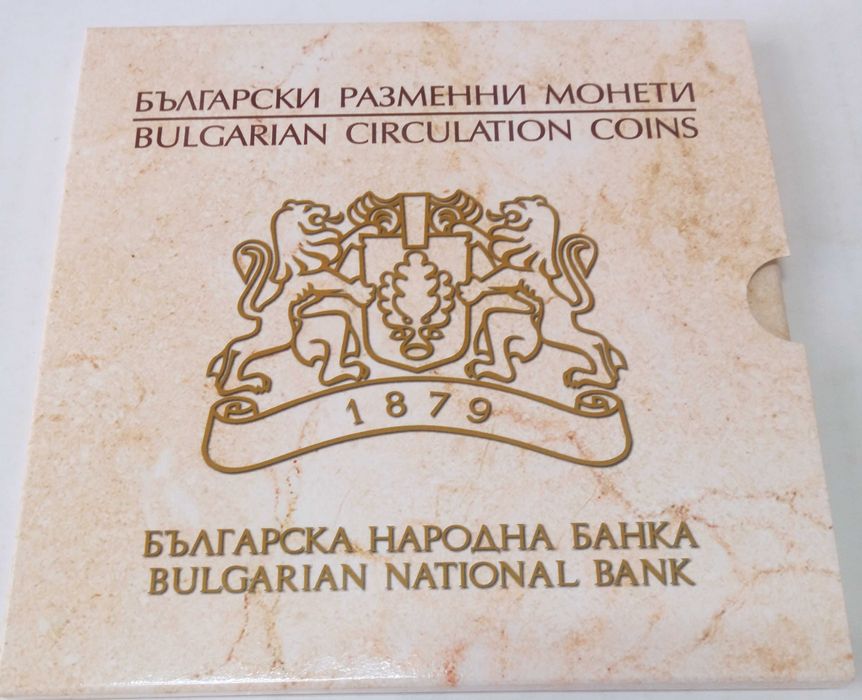 БЪЛГАРСКИ РАЗМЕННИ МОНЕТИ
BULGARIAN CIRCULATION COINS
1879
БЪЛГАРСКА НАРОДНА БАНКА
BULGARIAN NATIONAL BANK